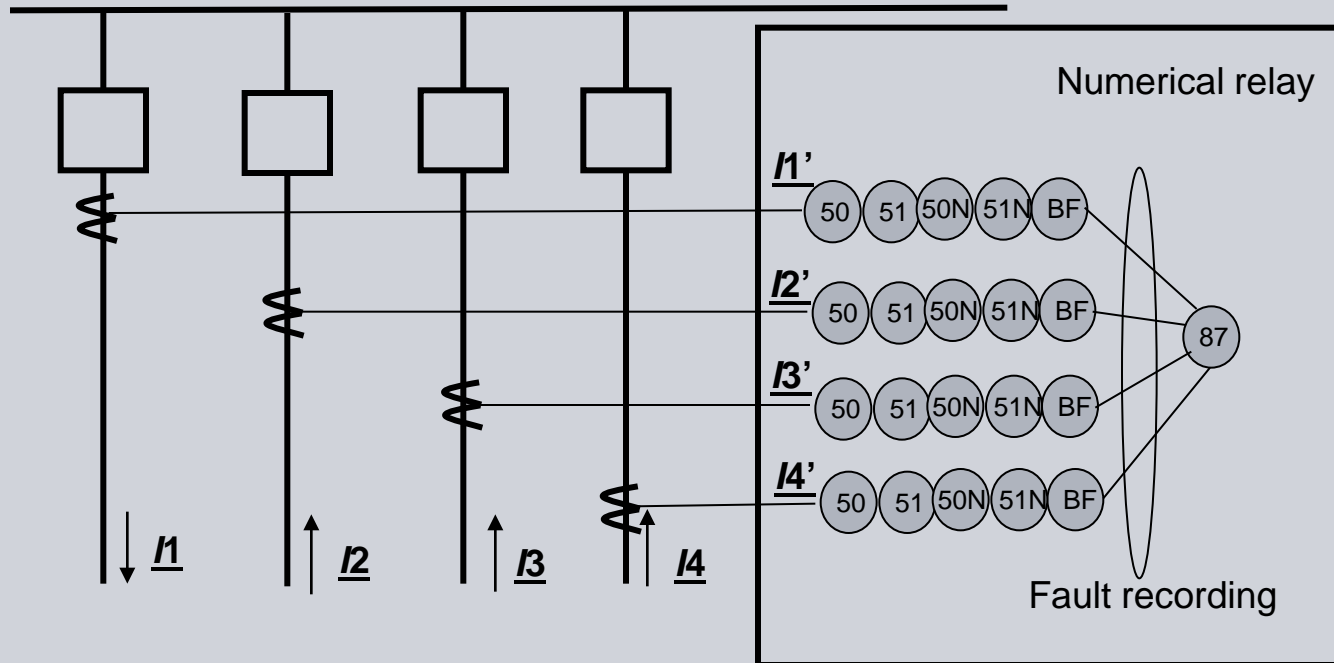 Numerical relay
I1’
50 51 50N 51N BF
I2’
50 51 50N 51N BF
87
I3’
50 51 50N 51N BF
I4’
50 51 50N 51N BF
I1 I2 I3 I4
Fault recording